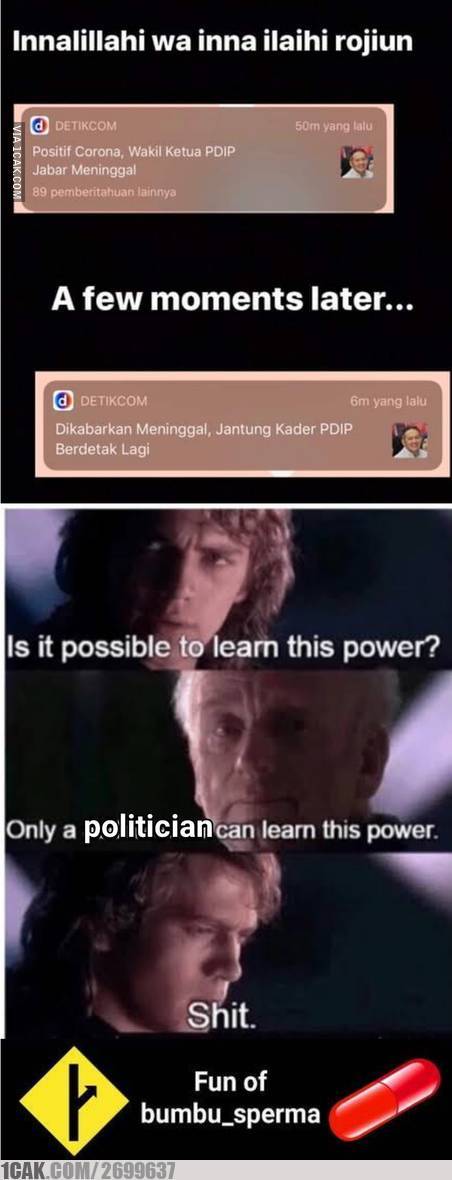 Innalillahi wa inna ilaihi rojiun
VIA 1CAK.COM
DETIKCOM 50m yang lalu
Positif Corona, Wakil Ketua PDIP
Jabar Meninggal
89 pemberitahuan lainnya
A few moments later...
DETIKCOM 6m yang lalu
Dikabarkan Meninggal, Jantung Kader PDIP
Berdetak Lagi
Is it possible to learn this power?
Only a politician can learn this power.
Shit.
Fun of
bumbu_sperma
1CAK.COM/2699637